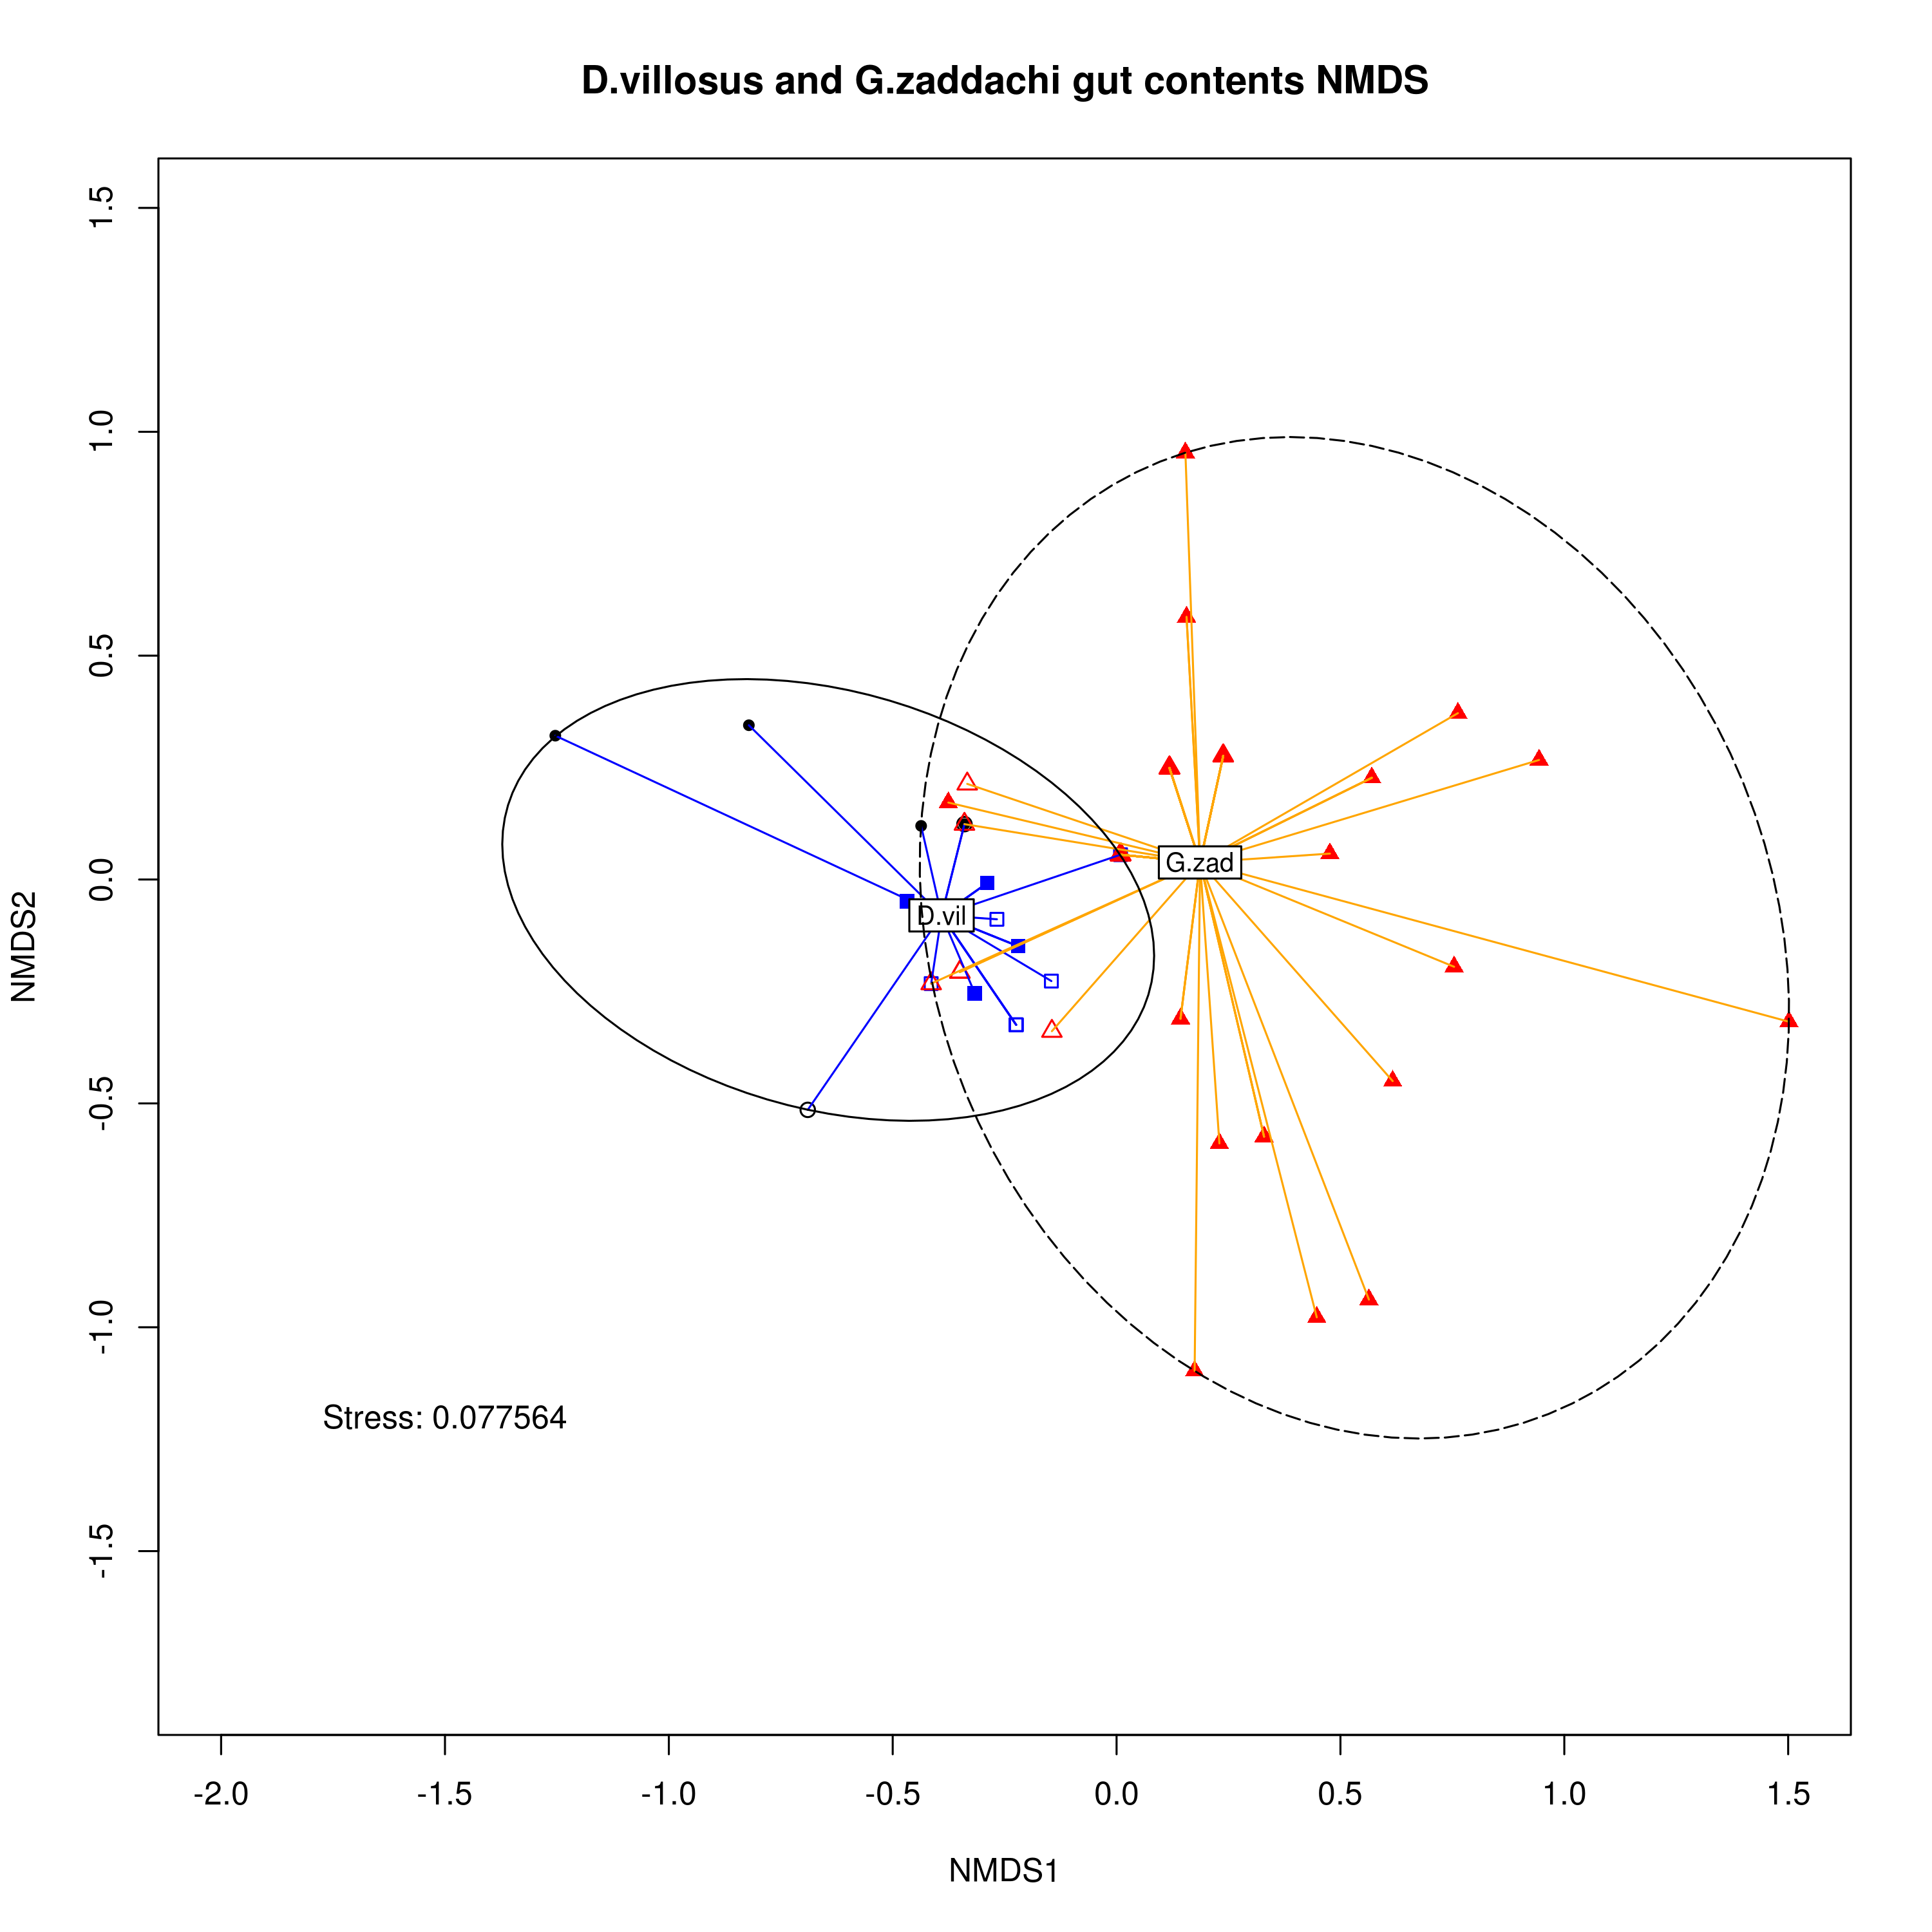 D.villosus and G.zaddachi gut contents NMDS
1.5
1.0
0.5
0.0
-0.5
-1.0
-1.5
NMDS2
G.zad
D.vil
Stress: 0.077564
-2.0 -1.5 -1.0 -0.5 0.0 0.5 1.0 1.5
NMDS1